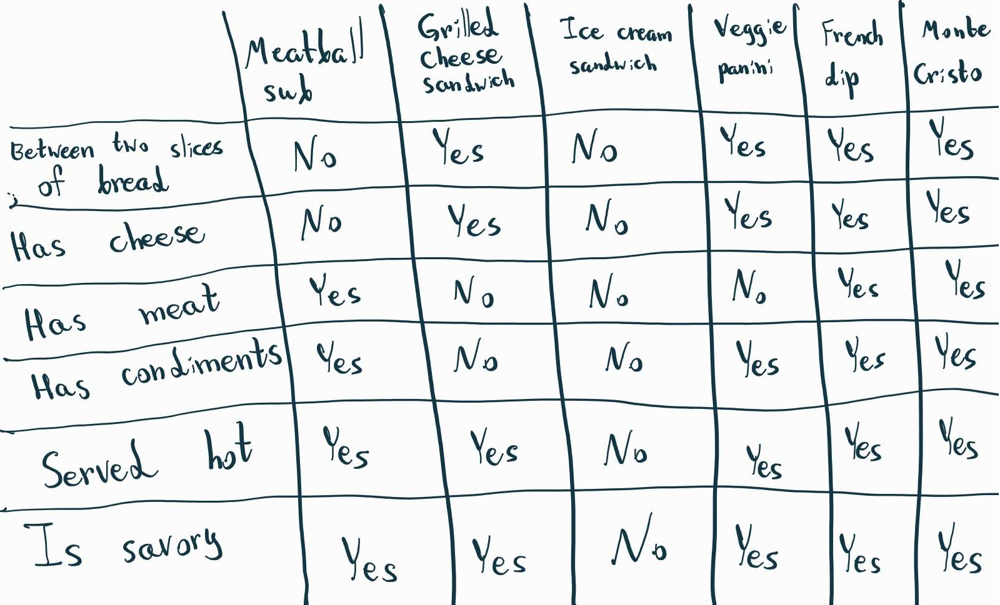 Meatball sub Grilled cheese sandwich Ice cream sandwich Veggie panini French dip Monte Cristo
Between two slices of bread No Yes No Yes Yes Yes
Has cheese No Yes No Yes Yes Yes
Has meat Yes No No No Yes Yes
Has condiments Yes No No Yes Yes Yes
Served hot Yes Yes No Yes Yes Yes
Is savory Yes Yes No Yes Yes Yes